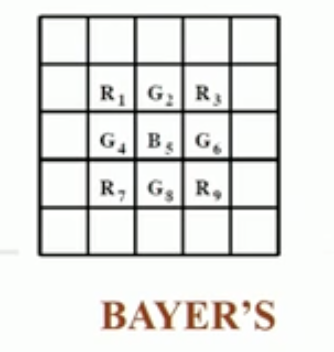 R₁ G₂ R₃
G₄ B₅ G₆
R₇ G₈ R₉
BAYER'S